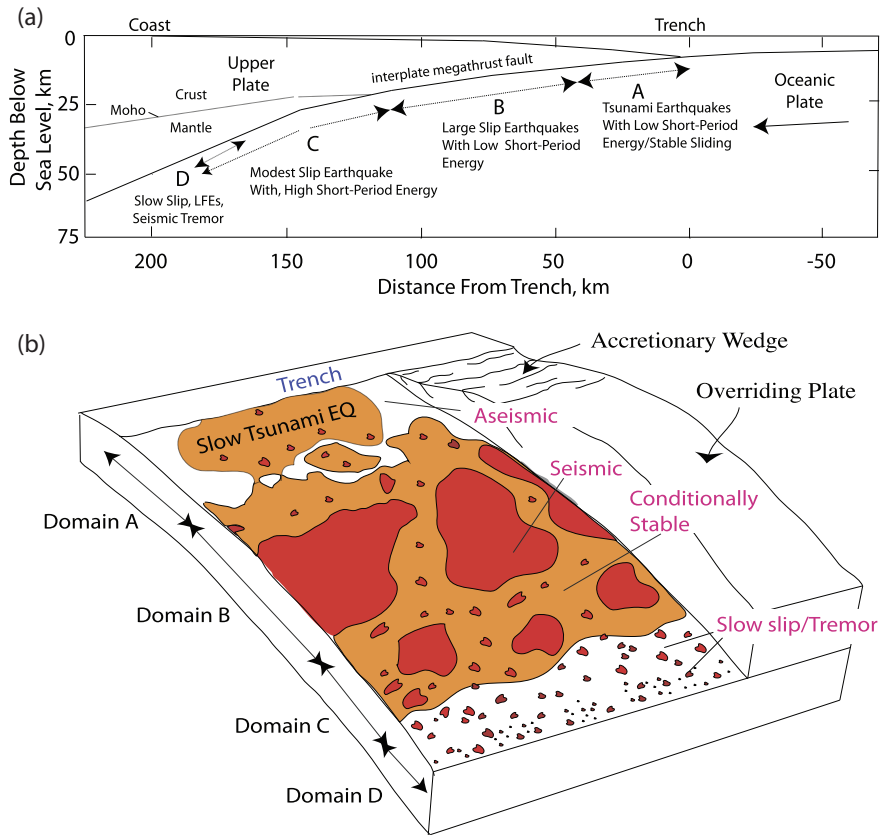 (a)
Coast
Trench
0
25
50
75
Depth Below
Sea Level, km
Upper
Plate
Crust
Moho
Mantle
interplate megathrust fault
A
Tsunami Earthquakes
With Low Short-Period
Energy/Stable Sliding
Oceanic
Plate
B
Large Slip Earthquakes
With Low Short-Period
Energy
C
Modest Slip Earthquake
With, High Short-Period Energy
D
Slow Slip, LFEs,
Seismic Tremor
200
150
100
50
0
-50
Distance From Trench, km
(b)
Accretionary Wedge
Trench
Overriding Plate
Slow Tsunami EQ
Aseismic
Seismic
Conditionally
Stable
Domain A
Domain B
Slow slip/Tremor
Domain C
Domain D